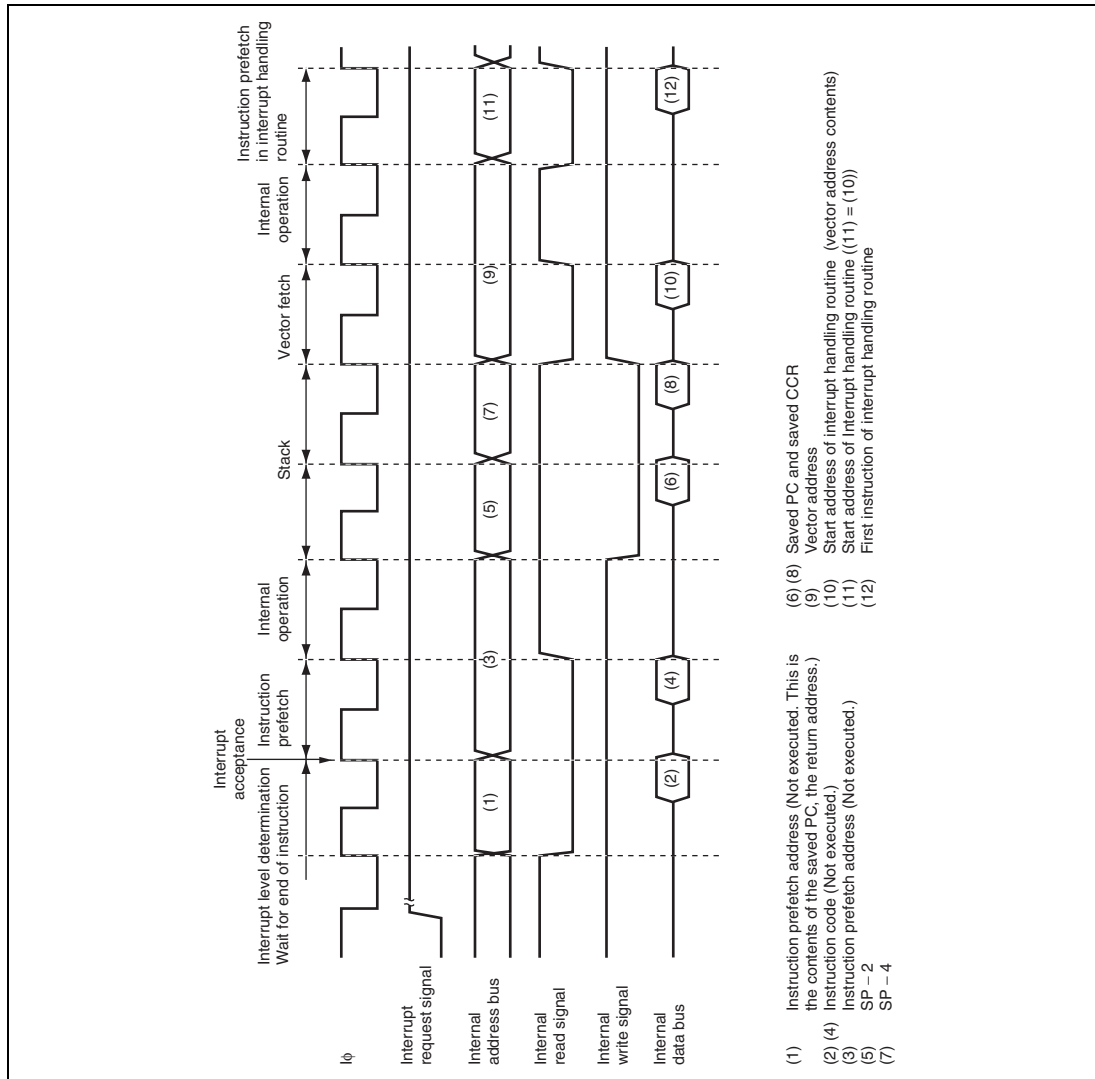 Interrupt level determination
Wait for end of instruction
Interrupt
acceptance
Instruction
prefetch
Internal
operation
Stack
Vector fetch
Internal
operation
Instruction prefetch
in interrupt handling
routine
Iφ
Interrupt
request signal
Internal
address bus
(1)
(3)
(5)
(7)
(9)
(11)
Internal
read signal
Internal
write signal
Internal
data bus
(2)
(4)
(6)
(8)
(10)
(12)
(1) Instruction prefetch address (Not executed. This is
the contents of the saved PC, the return address.)
(2) (4) Instruction code (Not executed.)
(3) Instruction prefetch address (Not executed.)
(5) SP – 2
(7) SP – 4
(6) (8) Saved PC and saved CCR
(9) Vector address
(10) Start address of interrupt handling routine (vector address contents)
(11) Start address of Interrupt handling routine ((11) = (10))
(12) First instruction of interrupt handling routine